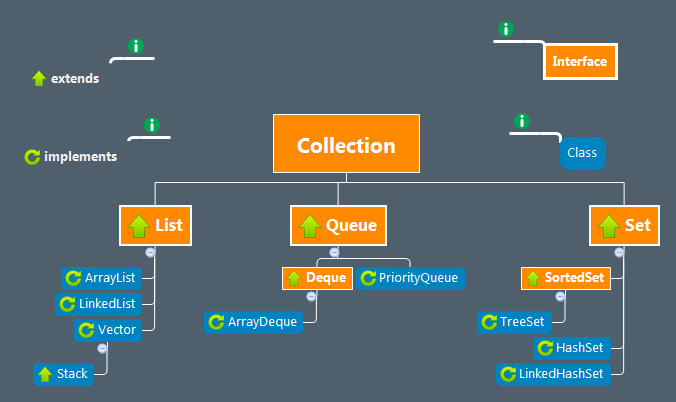 extends
Interface
implements
Class
Collection
List
Queue
Set
ArrayList
LinkedList
Vector
Stack
Deque
PriorityQueue
ArrayDeque
SortedSet
TreeSet
HashSet
LinkedHashSet